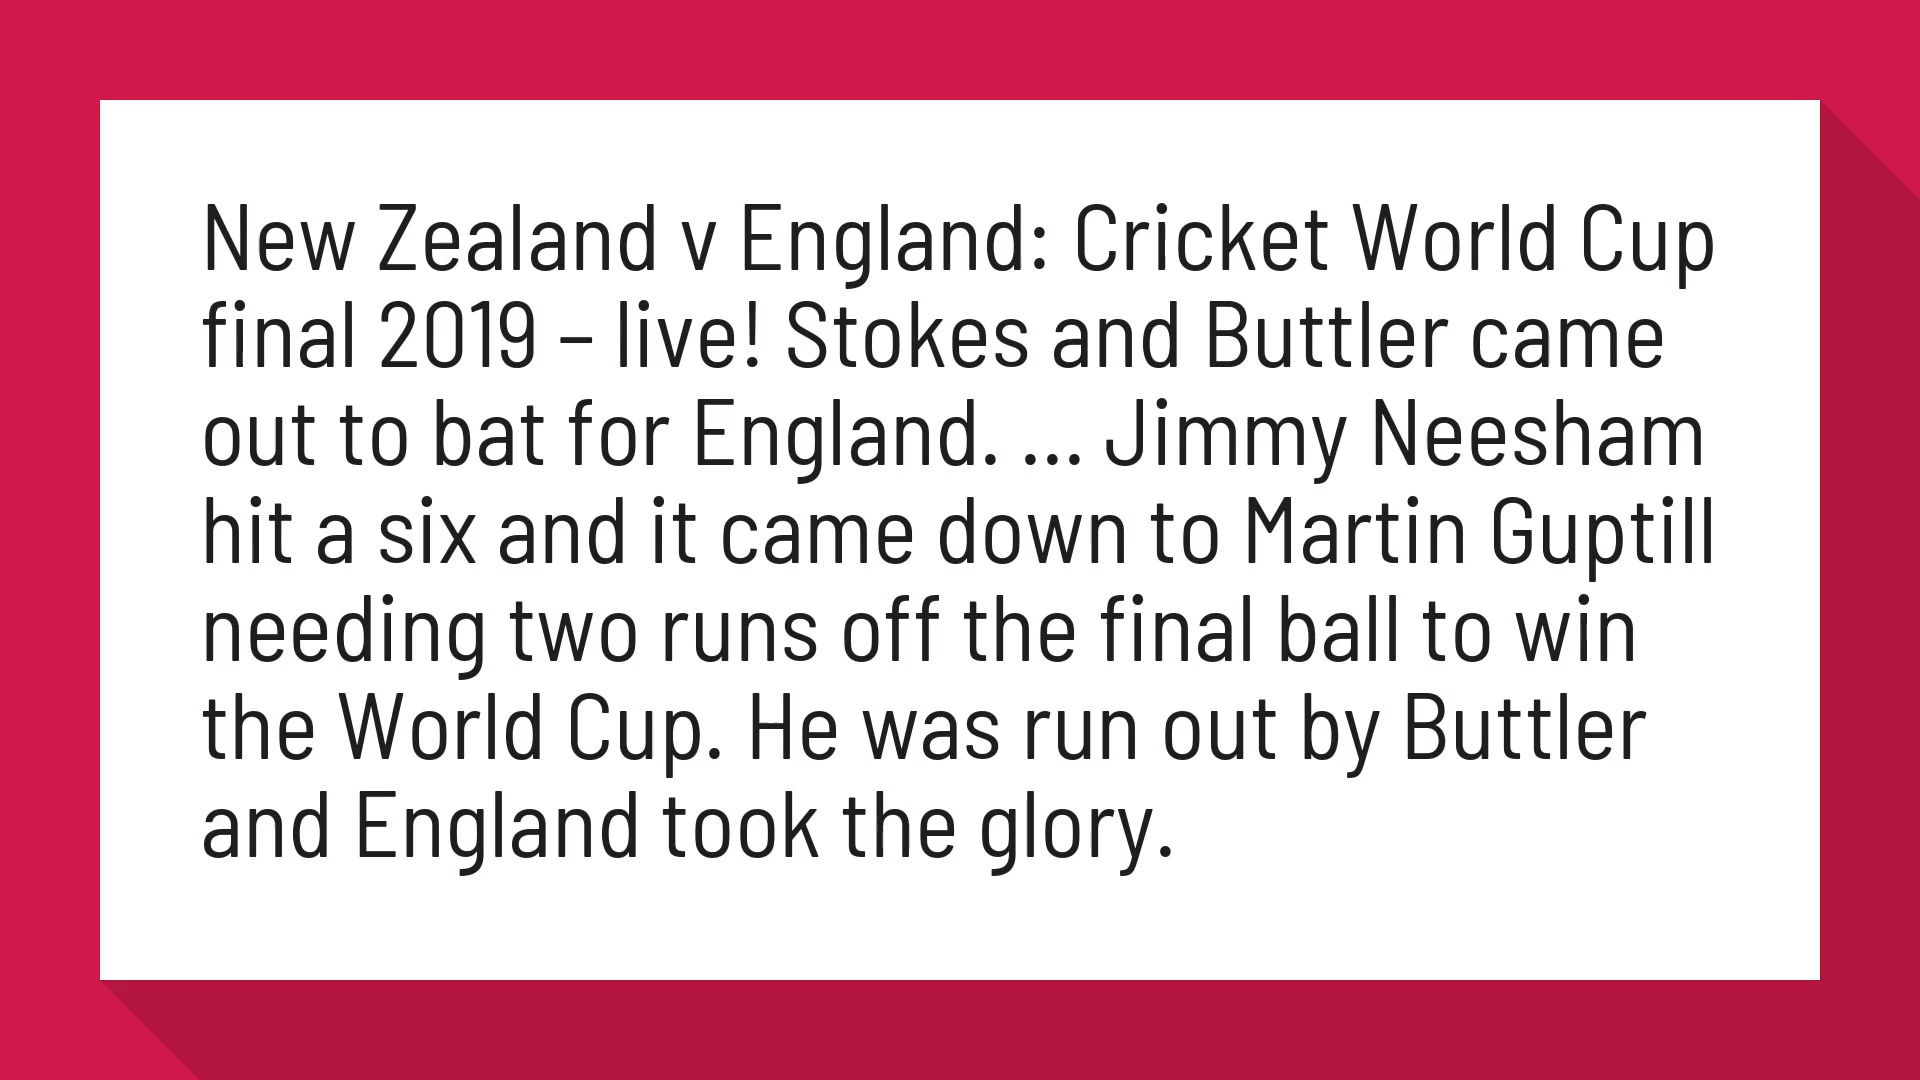 New Zealand v England: Cricket World Cup
final 2019 – live! Stokes and Buttler came
out to bat for England. ... Jimmy Neesham
hit a six and it came down to Martin Guptill
needing two runs off the final ball to win
the World Cup. He was run out by Buttler
and England took the glory.